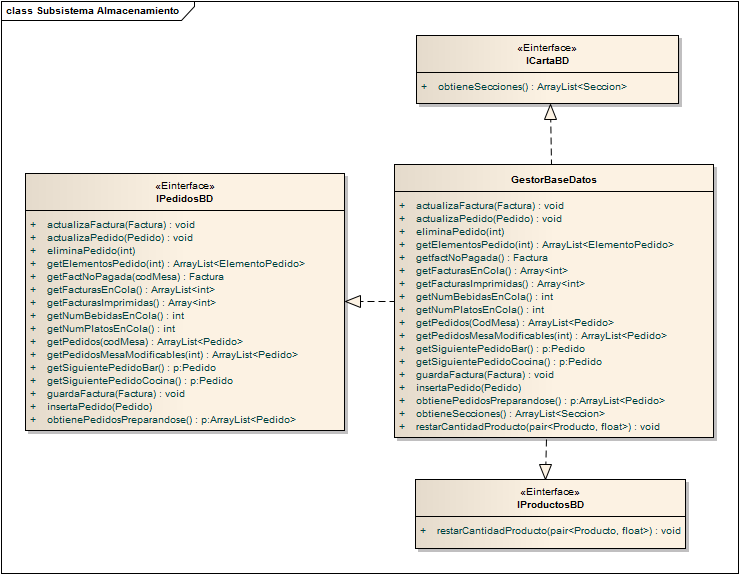 class Subsistema Almacenamiento
«Einterface»
ICartaBD
+ obtieneSecciones() : ArrayList<Seccion>
«Einterface»
IPedidosBD
+ actualizaFactura(Factura) : void
+ actualizaPedido(Pedido) : void
+ eliminaPedido(int)
+ getElementosPedido(int) : ArrayList<ElementoPedido>
+ getFactNoPagada(codMesa) : Factura
+ getFacturasEnCola() : ArrayList<int>
+ getFacturasImprimidas() : Array<int>
+ getNumBebidasEnCola() : int
+ getNumPlatosEnCola() : int
+ getPedidos(codMesa) : ArrayList<Pedido>
+ getPedidosMesaModificables(int) : ArrayList<Pedido>
+ getSiguientePedidoBar() : p:Pedido
+ getSiguientePedidoCocina() : p:Pedido
+ guardaFactura(Factura) : void
+ insertaPedido(Pedido)
+ obtienePedidosPreparandose() : p:ArrayList<Pedido>
GestorBaseDatos
+ actualizaFactura(Factura) : void
+ actualizaPedido(Pedido) : void
+ eliminaPedido(int)
+ getElementosPedido(int) : ArrayList<ElementoPedido>
+ getfactNoPagada() : Factura
+ getFacturasEnCola() : Array<int>
+ getFacturasImprimidas() : Array<int>
+ getNumBebidasEnCola() : int
+ getNumPlatosEnCola() : int
+ getPedidos(CodMesa) : ArrayList<Pedido>
+ getPedidosMesaModificables(int) : ArrayList<Pedido>
+ getSiguientePedidoBar() : p:Pedido
+ getSiguientePedidoCocina() : p:Pedido
+ guardaFactura(Factura) : void
+ insertaPedido(Pedido)
+ obtienePedidosPreparandose() : p:ArrayList<Pedido>
+ obtieneSecciones() : ArrayList<Seccion>
+ restarCantidadProducto(pair<Producto, float>) : void
«Einterface»
IProductosBD
+ restarCantidadProducto(pair<Producto, float>) : void